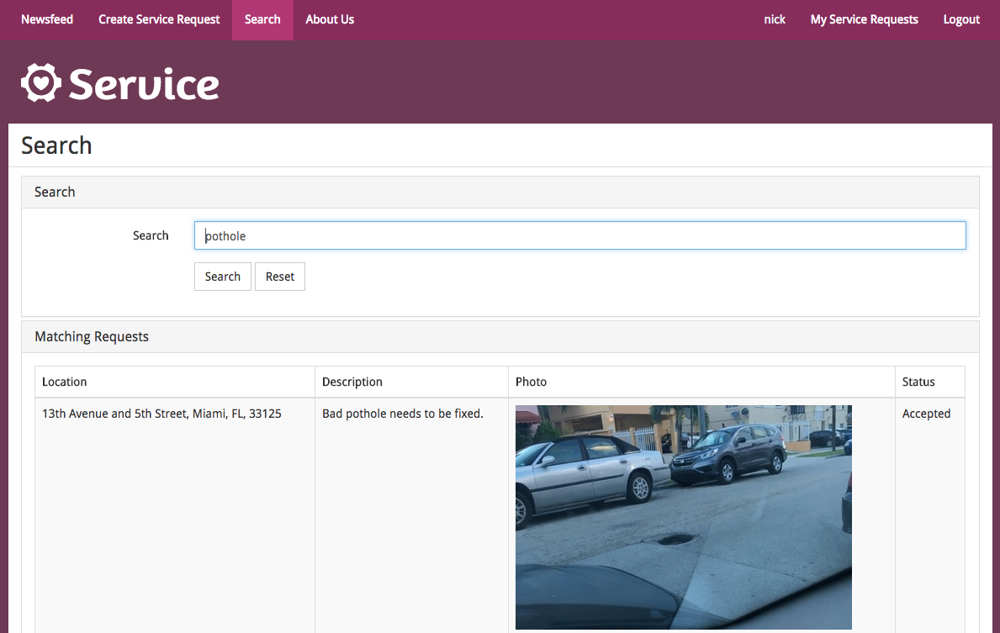 Newsfeed Create Service Request Search About Us nick My Service Requests Logout
Service
Search
Search
Search pothole
Search Reset
Matching Requests
Location Description Photo Status
13th Avenue and 5th Street, Miami, FL, 33125 Bad pothole needs to be fixed. Accepted